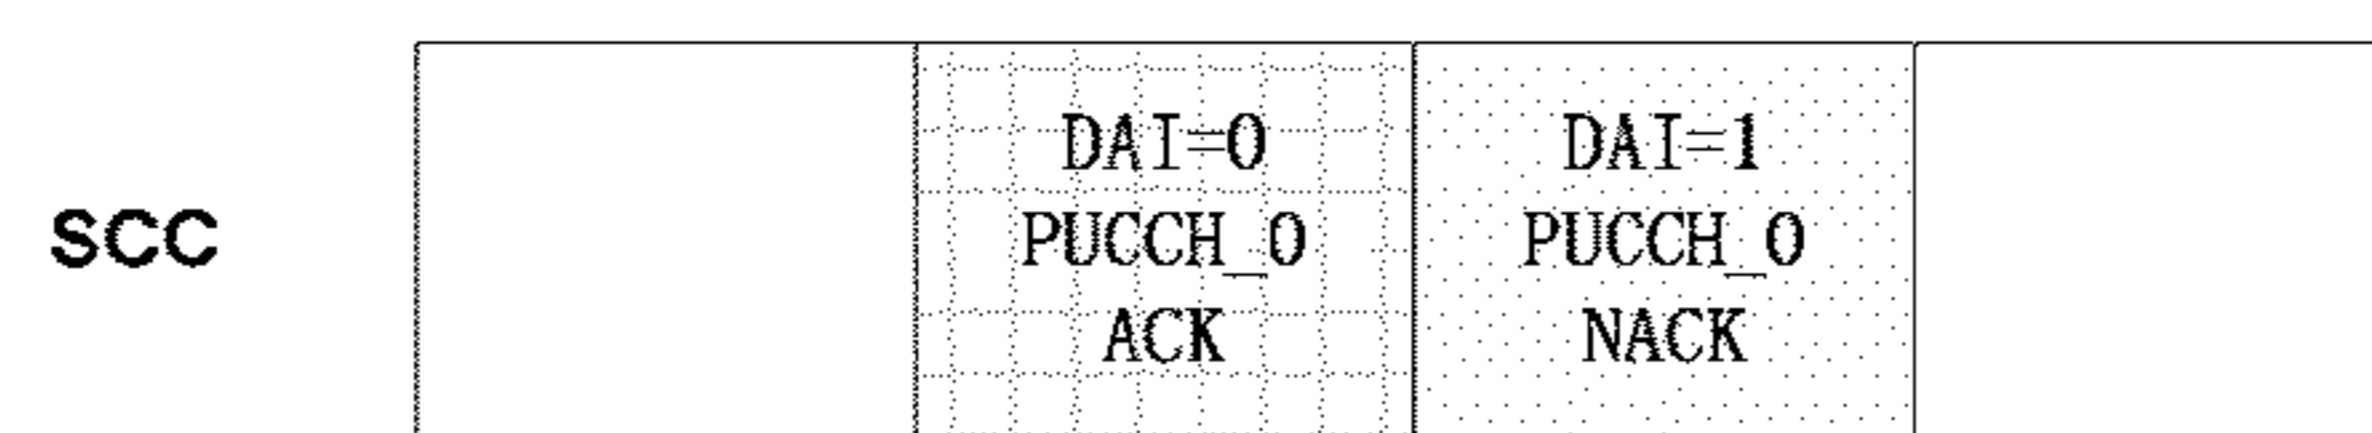 SCC
DAI=0
PUCCH_0
ACK
DAI=1
PUCCH_0
NACK